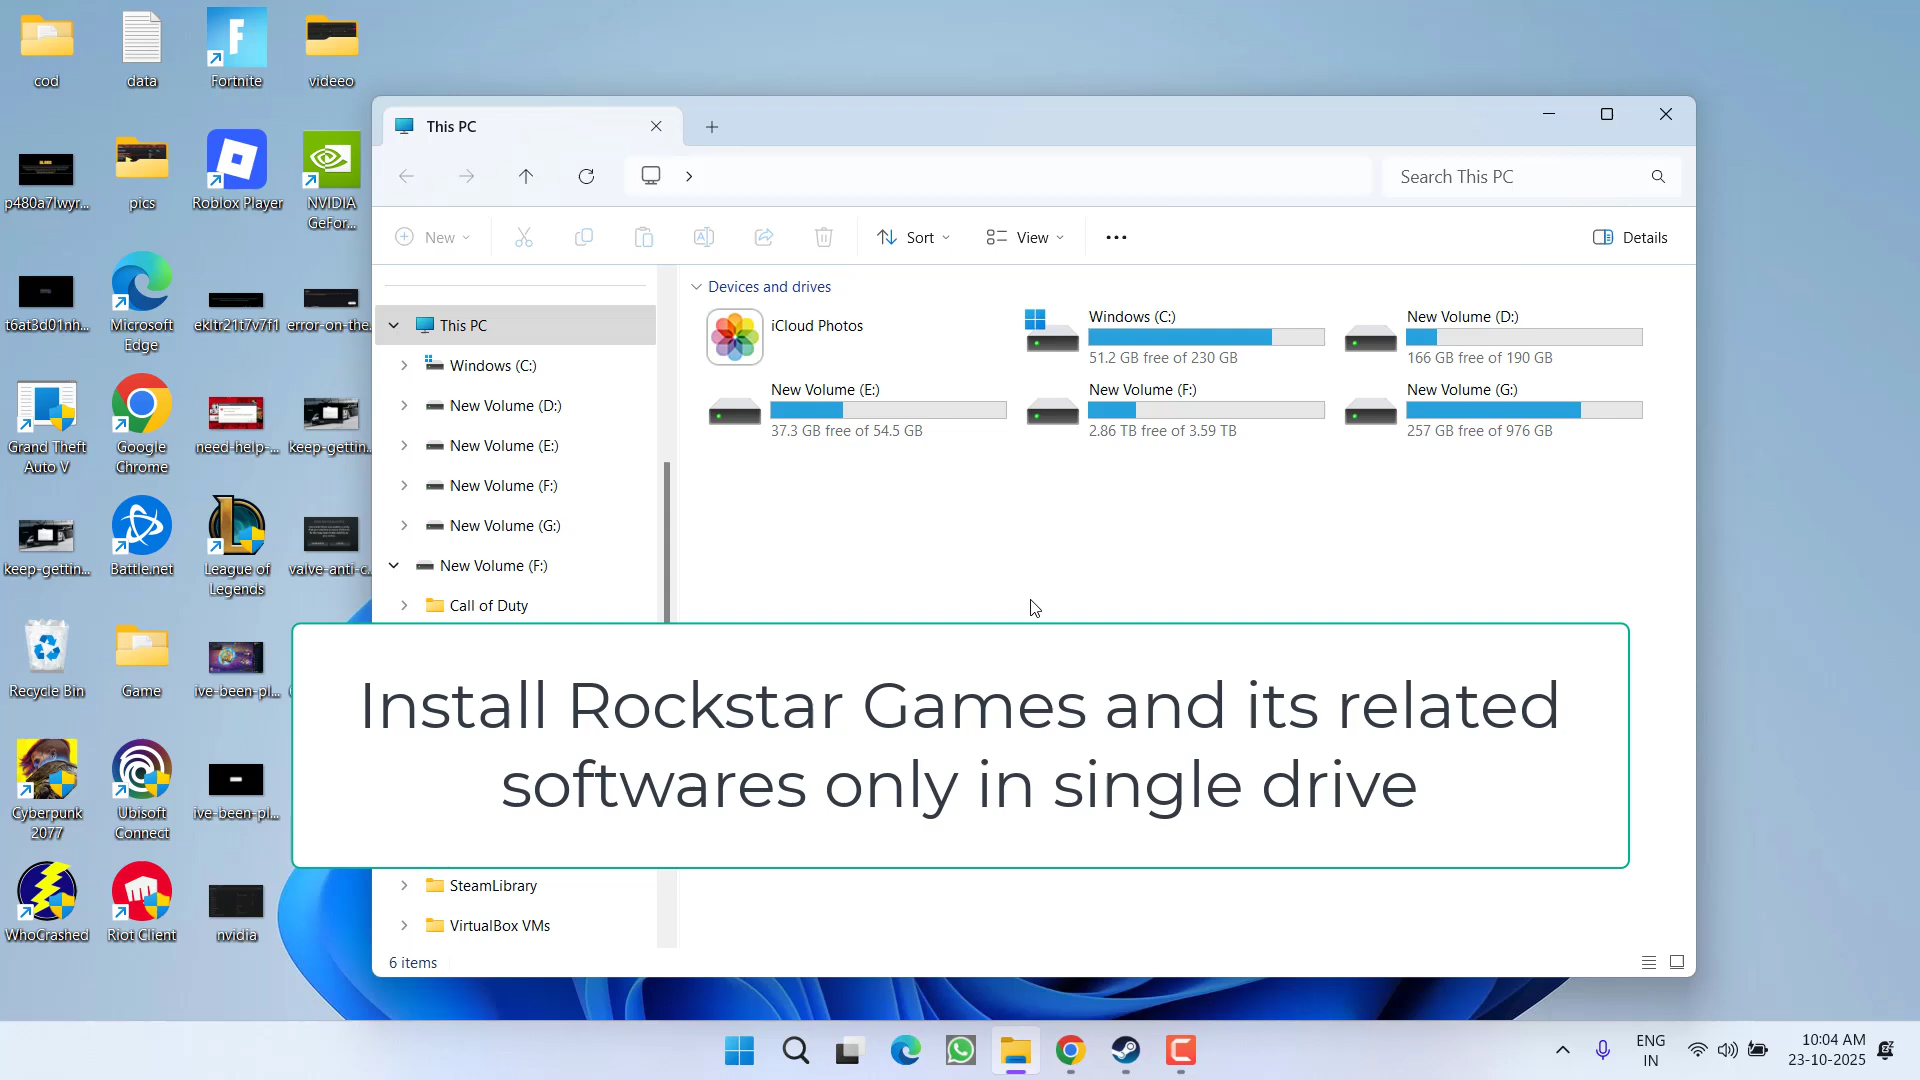 cod
data
Fortnite
videeo
p480a7lwyr...
pics
Roblox Player
NVIDIA
GeFor...
t6at3d01nh...
Microsoft
Edge
ekltr21t7v7f1
error-on-the...
Grand Theft
Auto V
Google
Chrome
need-help-...
keep-gettin...
keep-gettin...
Battle.net
League of
Legends
valve-anti-c...
Recycle Bin
Game
ive-been-pl...
Cyberpunk
2077
Ubisoft
Connect
ive-been-pl...
WhoCrashed
Riot Client
nvidia
This PC
Search This PC
New
Sort
View
Details
This PC
Windows (C:)
New Volume (D:)
New Volume (E:)
New Volume (F:)
New Volume (G:)
New Volume (F:)
Call of Duty
SteamLibrary
VirtualBox VMs
Devices and drives
iCloud Photos
Windows (C:)
51.2 GB free of 230 GB
New Volume (D:)
166 GB free of 190 GB
New Volume (E:)
37.3 GB free of 54.5 GB
New Volume (F:)
2.86 TB free of 3.59 TB
New Volume (G:)
257 GB free of 976 GB
Install Rockstar Games and its related
softwares only in single drive
6 items
ENG
IN
10:04 AM
23-10-2025